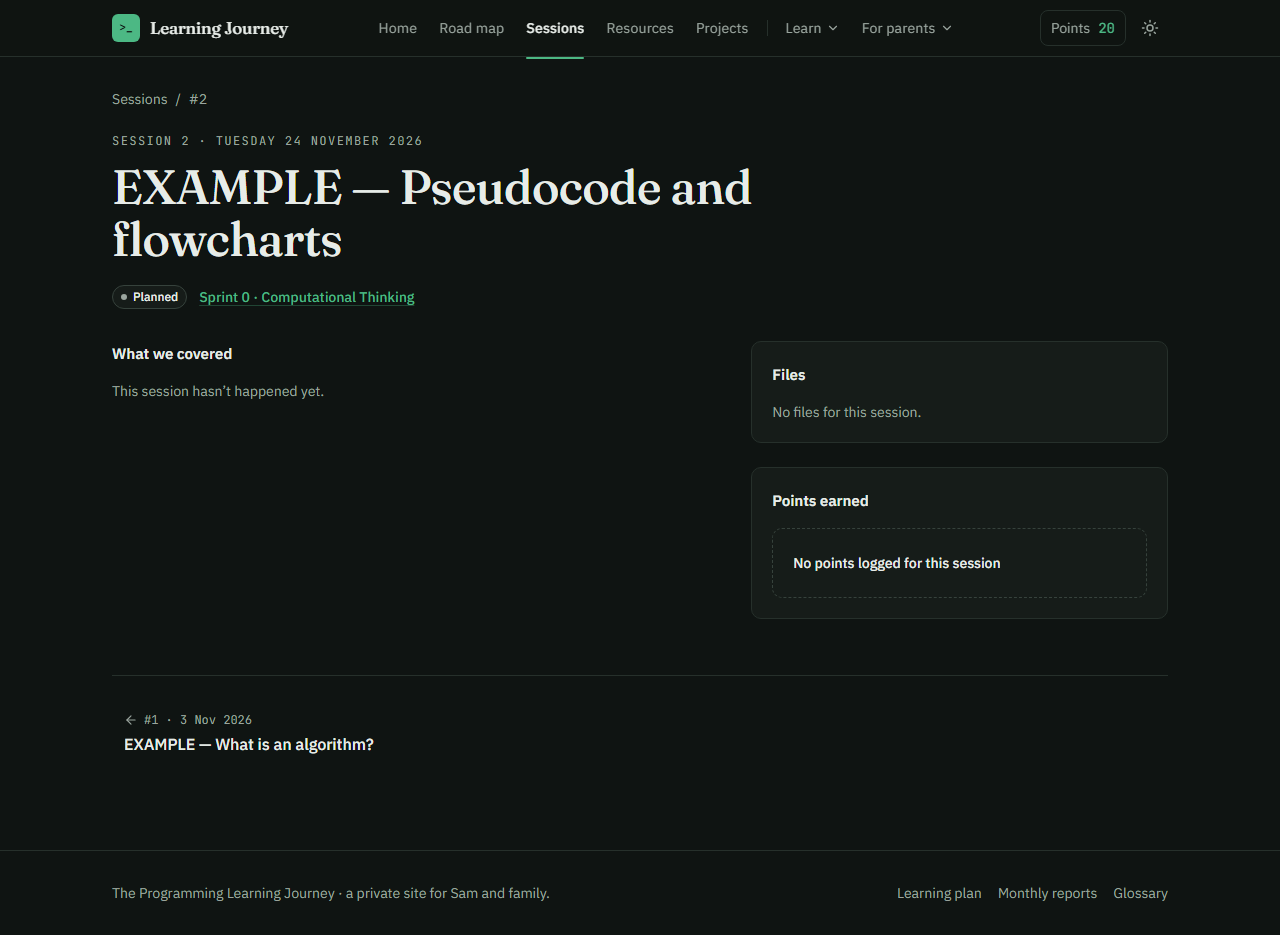 >_ Learning Journey
Home Road map Sessions Resources Projects Learn For parents Points 20
Sessions / #2
SESSION 2 · TUESDAY 24 NOVEMBER 2026
EXAMPLE — Pseudocode and
flowcharts
Planned Sprint 0 · Computational Thinking
What we covered
This session hasn’t happened yet.
Files
No files for this session.
Points earned
No points logged for this session
← #1 · 3 Nov 2026
EXAMPLE — What is an algorithm?
The Programming Learning Journey · a private site for Sam and family.
Learning plan Monthly reports Glossary